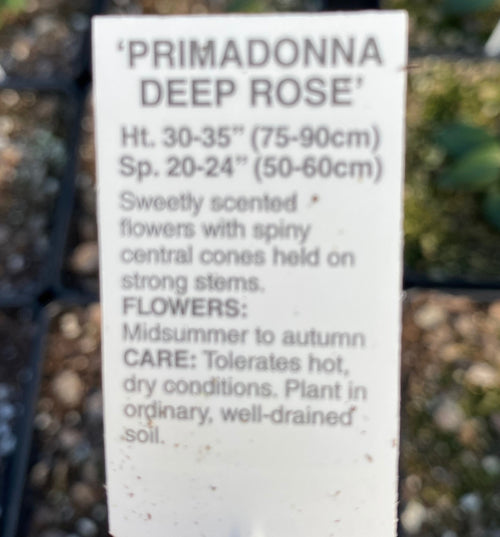 ‘PRIMADONNA
DEEP ROSE’
Ht. 30-35” (75-90cm)
Sp. 20-24” (50-60cm)
Sweetly scented
flowers with spiny
central cones held on
strong stems.
FLOWERS:
Midsummer to autumn
CARE: Tolerates hot,
dry conditions. Plant in
ordinary, well-drained
soil.